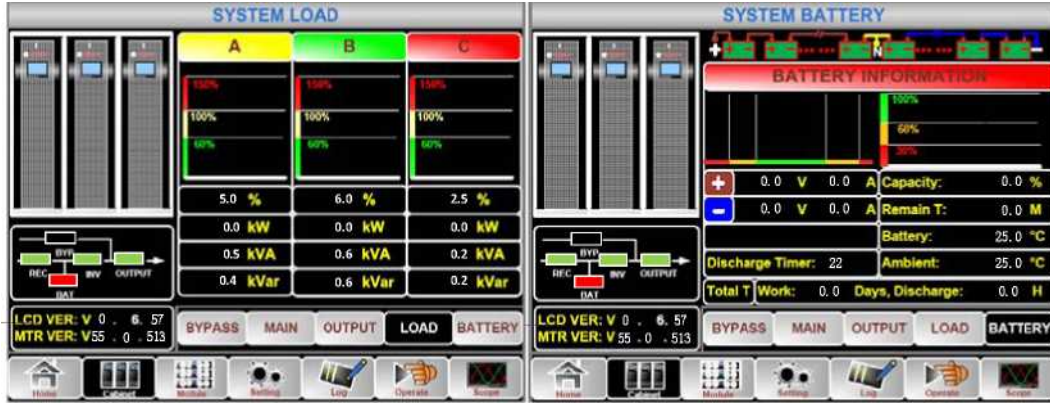 SYSTEM LOAD
A B C
150% 150% 150%
100% 100% 100%
60% 60% 60%
5.0 % 6.0 % 2.5 %
0.0 kW 0.0 kW 0.0 kW
0.5 kVA 0.6 kVA 0.2 kVA
0.4 kVar 0.6 kVar 0.2 kVar
BYP
REC INV OUTPUT
BAT
LCD VER: V 0 . 6. 57
MTR VER: V55 . 0 .513
BYPASS MAIN OUTPUT LOAD BATTERY
Home Cabinet Module Setting Log Operate Scope
SYSTEM BATTERY
+ N -
BATTERY INFORMATION
100%
60%
30%
+ 0.0 V 0.0 A Capacity: 0.0 %
- 0.0 V 0.0 A Remain T: 0.0 M
Battery: 25.0 °C
Discharge Timer: 22 Ambient: 25.0 °C
Total T Work: 0.0 Days, Discharge: 0.0 H
BYP
REC INV OUTPUT
BAT
LCD VER: V 0 . 6. 57
MTR VER: V 55 . 0 .513
BYPASS MAIN OUTPUT LOAD BATTERY
Home Cabinet Module Setting Log Operate Scope